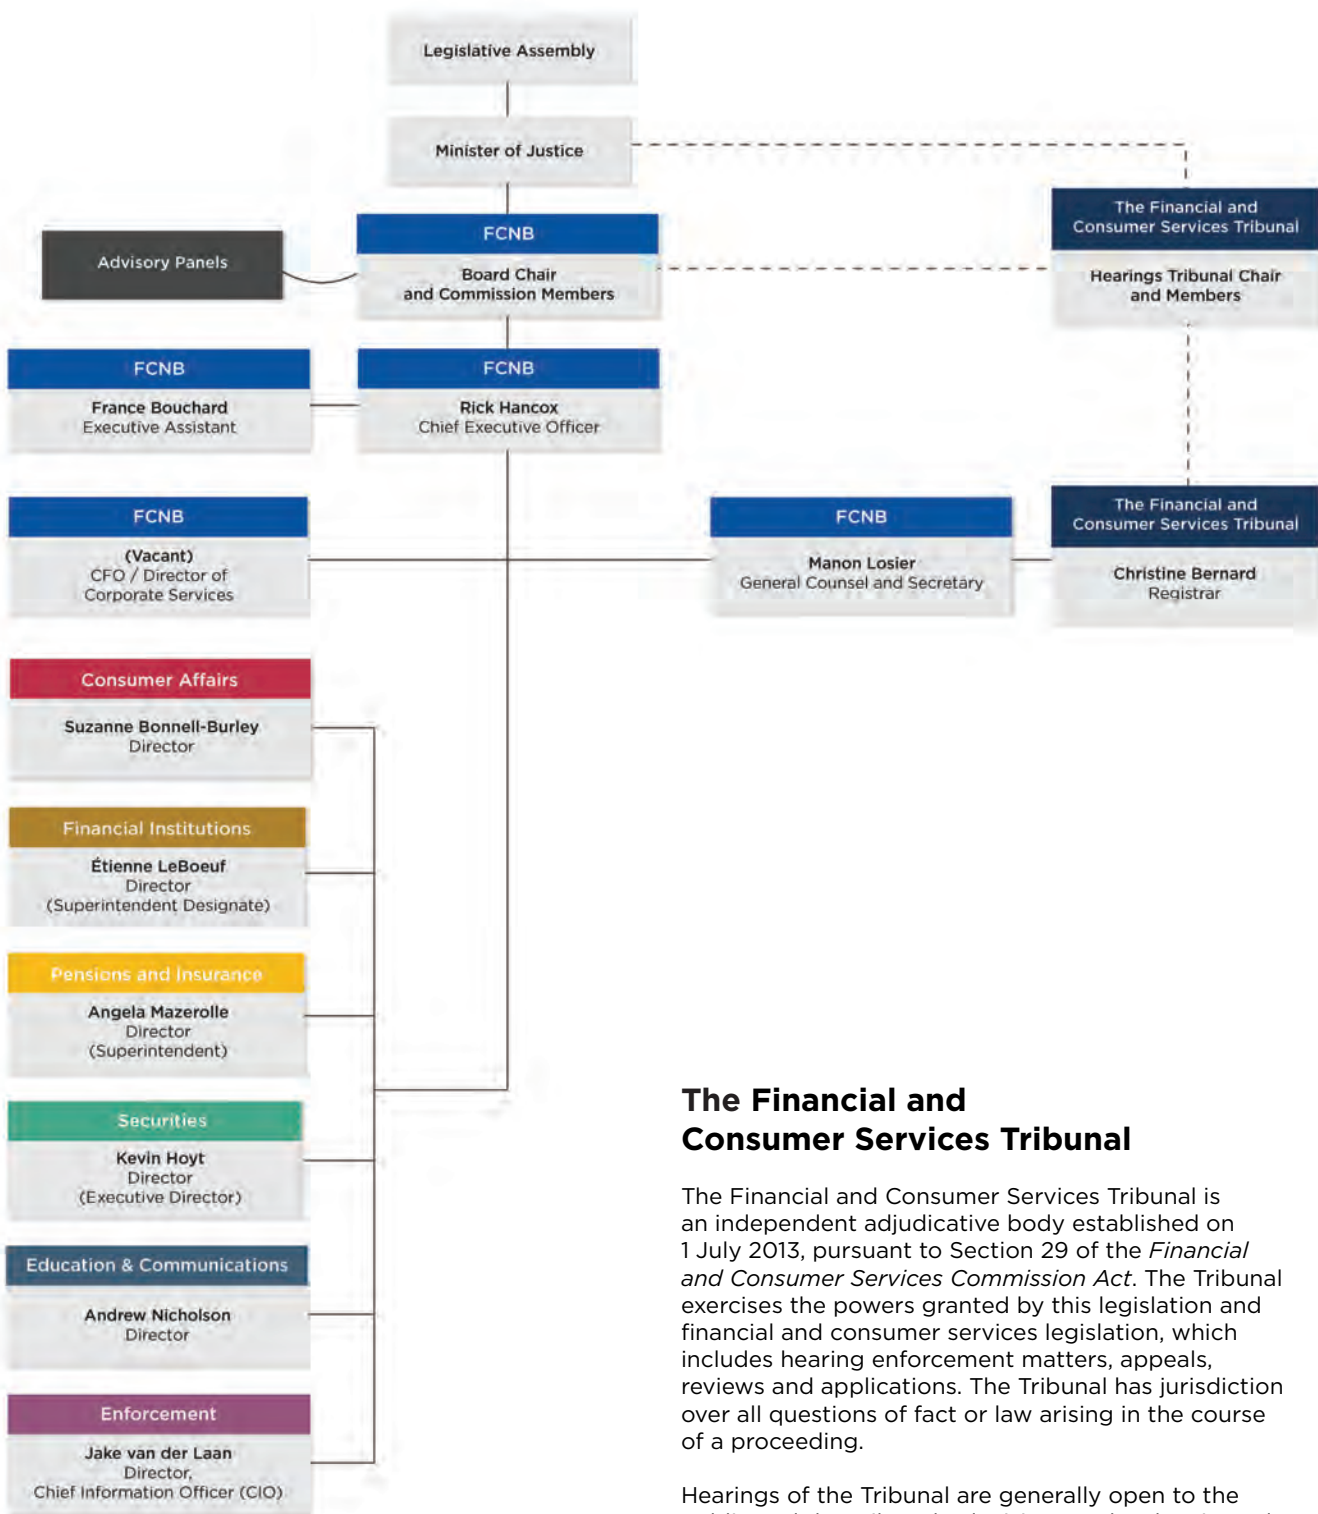 Legislative Assembly
Minister of Justice
The Financial and
Consumer Services Tribunal
Hearings Tribunal Chair
and Members
Advisory Panels
FCNB
Board Chair
and Commission Members
FCNB
France Bouchard
Executive Assistant
FCNB
Rick Hancox
Chief Executive Officer
FCNB
(Vacant)
CFO / Director of
Corporate Services
FCNB
Manon Losier
General Counsel and Secretary
The Financial and
Consumer Services Tribunal
Christine Bernard
Registrar
Consumer Affairs
Suzanne Bonnell-Burley
Director
Financial Institutions
Étienne LeBoeuf
Director
(Superintendent Designate)
Pensions and Insurance
Angela Mazerolle
Director
(Superintendent)
Securities
Kevin Hoyt
Director
(Executive Director)
Education & Communications
Andrew Nicholson
Director
Enforcement
Jake van der Laan
Director,
Chief Information Officer (CIO)
The Financial and
Consumer Services Tribunal
The Financial and Consumer Services Tribunal is
an independent adjudicative body established on
1 July 2013, pursuant to Section 29 of the Financial
and Consumer Services Commission Act. The Tribunal
exercises the powers granted by this legislation and
financial and consumer services legislation, which
includes hearing enforcement matters, appeals,
reviews and applications. The Tribunal has jurisdiction
over all questions of fact or law arising in the course
of a proceeding.
Hearings of the Tribunal are generally open to the